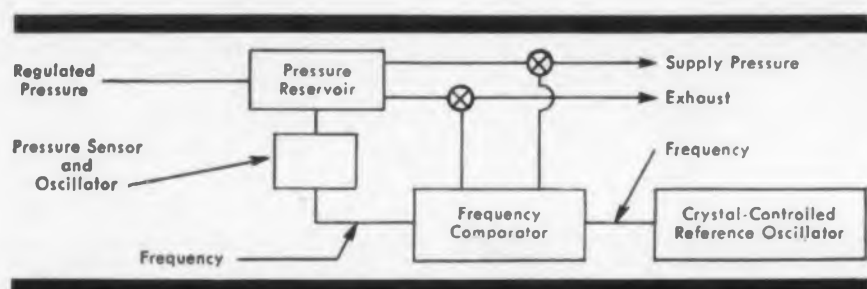 Regulated
Pressure
Pressure
Reservoir
Supply Pressure
Exhaust
Pressure Sensor
and
Oscillator
Frequency
Frequency
Comparator
Crystal-Controlled
Reference Oscillator
Frequency